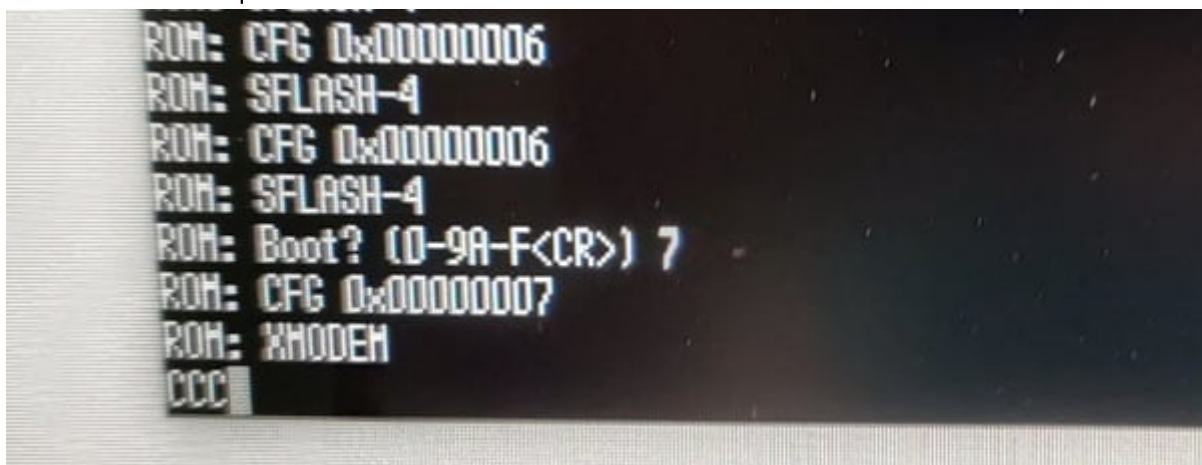 ROM: CFG 0x00000006
ROM: SFLASH-4
ROM: CFG 0x00000006
ROM: SFLASH-4
ROM: Boot? (0-9A-F<CR>) 7
ROM: CFG 0x00000007
ROM: XMODEM
CCC